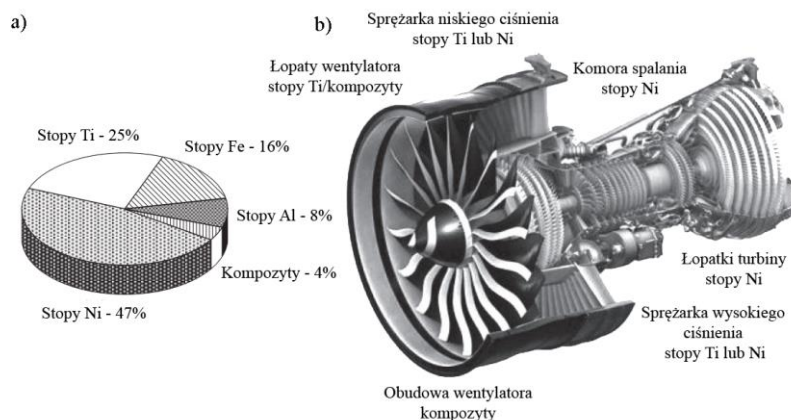 a)
Stopy Ti - 25%
Stopy Fe - 16%
Stopy Al - 8%
Kompozyty - 4%
Stopy Ni - 47%
b)
Sprężarka niskiego ciśnienia
stopy Ti lub Ni
Łopaty wentylatora
stopy Ti/kompozyty
Komora spalania
stopy Ni
Łopatki turbiny
stopy Ni
Sprężarka wysokiego
ciśnienia
stopy Ti lub Ni
Obudowa wentylatora
kompozyty